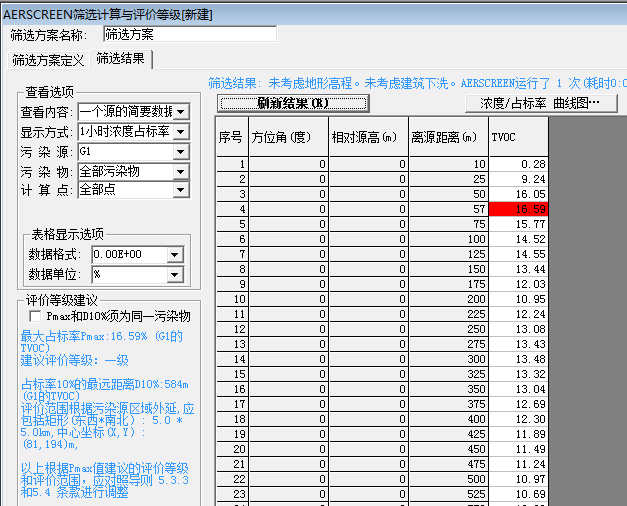 AERSCREEN筛选计算与评价等级[新建]
筛选方案名称: 筛选方案
筛选方案定义 筛选结果
筛选结果: 未考虑地形高程。未考虑建筑下洗。AERSCREEN运行了 1 次(耗时0:0
查看选项
查看内容: 一个源的简要数据
显示方式: 1小时浓度占标率
污 染 源: G1
污 染 物: 全部污染物
计 算 点: 全部点
表格显示选项
数据格式: 0.00E+00
数据单位: %
评价等级建议
Pmax和D10%须为同一污染物
最大占标率Pmax:16.59% (G1的
TVOC)
建议评价等级: 一级
占标率10%的最远距离D10%:584m
(G1的TVOC)
评价范围根据污染源区域外延,应
包括矩形(东西*南北): 5.0 *
5.0km,中心坐标(X,Y):
(81,194)m,
以上根据Pmax值建议的评价等级
和评价范围, 应对照导则 5.3.3
和5.4 条款进行调整
刷新结果(R) 浓度/占标率 曲线图…
序号 方位角(度) 相对源高(m) 离源距离(m) TVOC
1 0 0 10 0.28
2 0 0 25 9.24
3 0 0 50 16.05
4 0 0 57 16.59
5 0 0 75 15.77
6 0 0 100 14.52
7 0 0 125 14.55
8 0 0 150 13.44
9 0 0 175 12.03
10 0 0 200 10.95
11 0 0 225 12.24
12 0 0 250 13.08
13 0 0 275 13.43
14 0 0 300 13.48
15 0 0 325 13.32
16 0 0 350 13.04
17 0 0 375 12.69
18 0 0 400 12.30
19 0 0 425 11.89
20 0 0 450 11.49
21 0 0 475 11.24
22 0 0 500 10.97
23 0 0 525 10.69